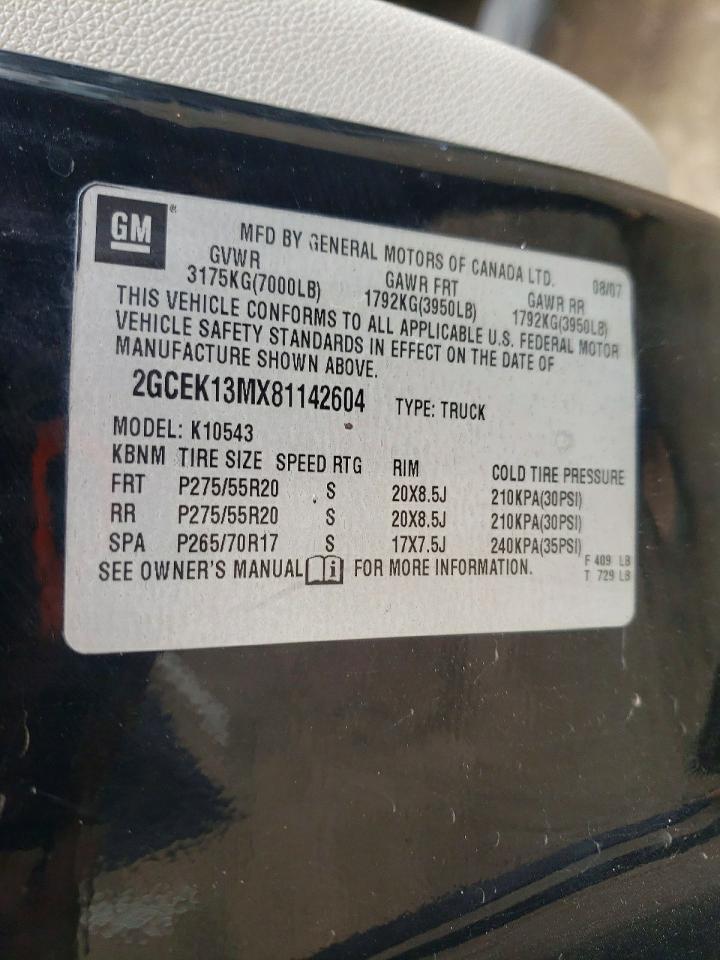 GM®
MFD BY GENERAL MOTORS OF CANADA LTD. 08/07
GVWR GAWR FRT GAWR RR
3175KG(7000LB) 1792KG(3950LB) 1792KG(3950LB)
THIS VEHICLE CONFORMS TO ALL APPLICABLE U.S. FEDERAL MOTOR
VEHICLE SAFETY STANDARDS IN EFFECT ON THE DATE OF
MANUFACTURE SHOWN ABOVE.
2GCEK13MX81142604 TYPE: TRUCK
MODEL: K10543
KBNM TIRE SIZE SPEED RTG RIM COLD TIRE PRESSURE
FRT P275/55R20 S 20X8.5J 210KPA(30PSI)
RR P275/55R20 S 20X8.5J 210KPA(30PSI)
SPA P265/70R17 S 17X7.5J 240KPA(35PSI)
F 409 LB
SEE OWNER'S MANUAL i FOR MORE INFORMATION.
T 729 LB